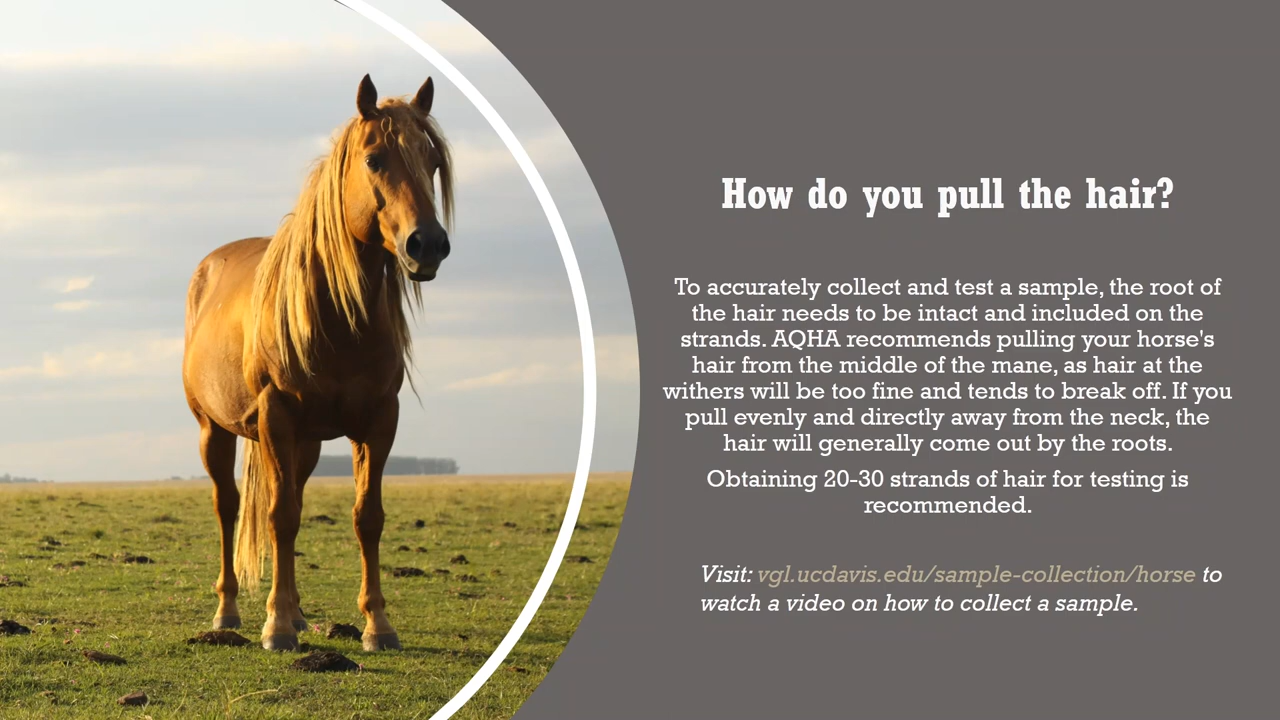 How do you pull the hair?
To accurately collect and test a sample, the root of
the hair needs to be intact and included on the
strands. AQHA recommends pulling your horse's
hair from the middle of the mane, as hair at the
withers will be too fine and tends to break off. If you
pull evenly and directly away from the neck, the
hair will generally come out by the roots.
Obtaining 20-30 strands of hair for testing is
recommended.
Visit: vgl.ucdavis.edu/sample-collection/horse to
watch a video on how to collect a sample.